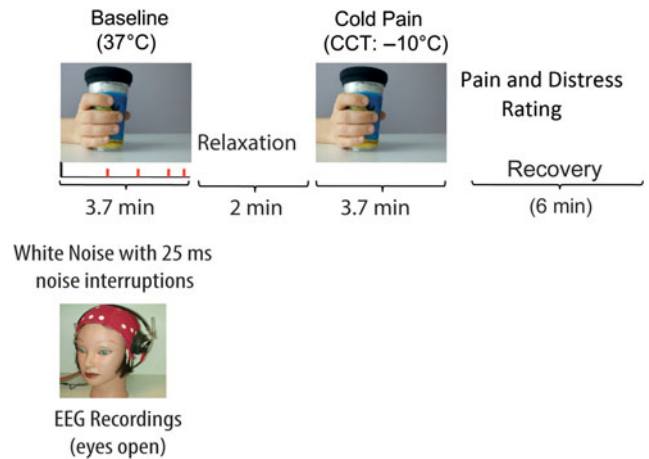 Baseline
(37°C)
Cold Pain
(CCT: –10°C)
Pain and Distress
Rating
Relaxation
Recovery
3.7 min
2 min
3.7 min
(6 min)
White Noise with 25 ms
noise interruptions
EEG Recordings
(eyes open)